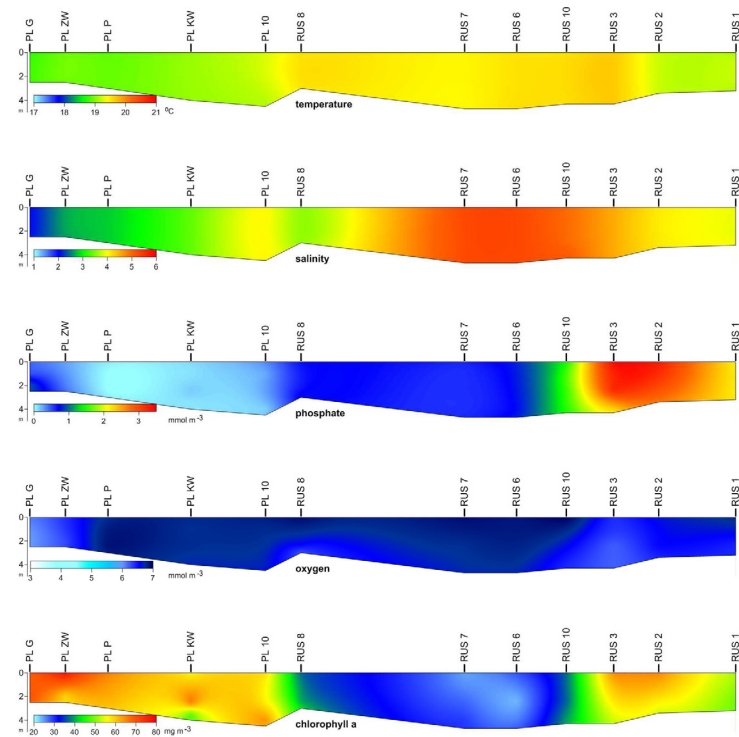 PL G PL ZW PL P PL KW PL 10 RUS 8 RUS 7 RUS 6 RUS 10 RUS 3 RUS 2 RUS 1
0
2
4
m
17 18 19 20 21 ⁰C
temperature
PL G PL ZW PL P PL KW PL 10 RUS 8 RUS 7 RUS 6 RUS 10 RUS 3 RUS 2 RUS 1
0
2
4
m
1 2 3 4 5 6
salinity
PL G PL ZW PL P PL KW PL 10 RUS 8 RUS 7 RUS 6 RUS 10 RUS 3 RUS 2 RUS 1
0
2
4
m
0 1 2 3 mmol m⁻³
phosphate
PL G PL ZW PL P PL KW PL 10 RUS 8 RUS 7 RUS 6 RUS 10 RUS 3 RUS 2 RUS 1
0
2
4
m
3 4 5 6 7 mmol m⁻³
oxygen
PL G PL ZW PL P PL KW PL 10 RUS 8 RUS 7 RUS 6 RUS 10 RUS 3 RUS 2 RUS 1
0
2
4
m
20 30 40 50 60 70 80 mg m⁻³
chlorophyll a